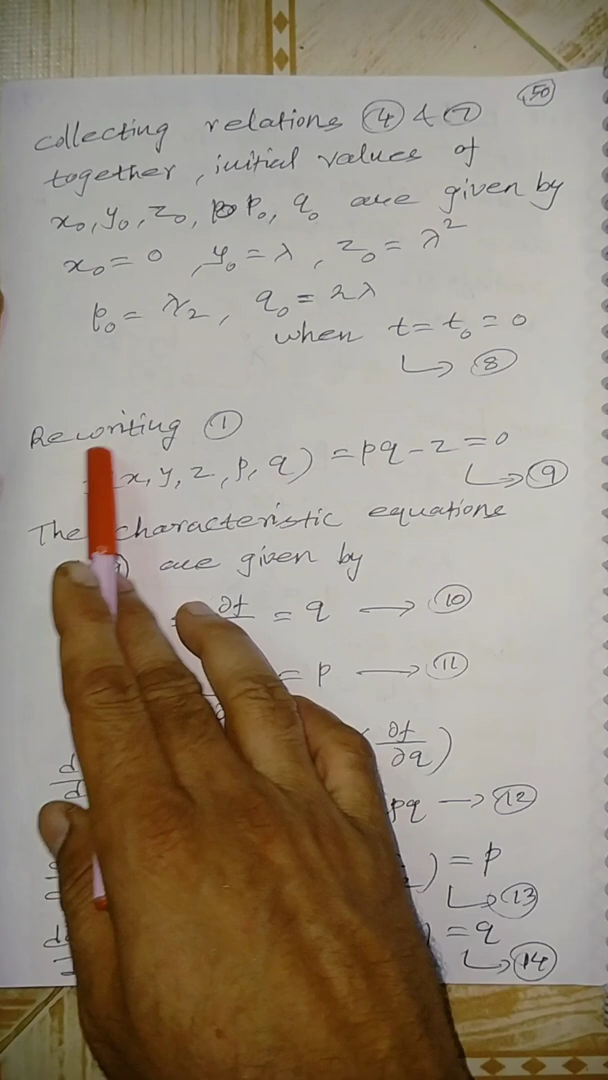 50
collecting relations ④ & ⑦
together, initial values of
x₀, y₀, z₀, p₀, q₀ are given by
x₀ = 0, y₀ = λ, z₀ = λ²
p₀ = λ/2, q₀ = 2λ
when t = t₀ = 0
↳ ⑧
Rewriting ①
x, y, z, p, q) = pq - z = 0
↳ ⑨
The characteristic equations
are given by
∂f = q → ⑩
= p → ⑪
∂f/∂q)
pq → ⑫
) = p
↳ ⑬
) = q
↳ ⑭